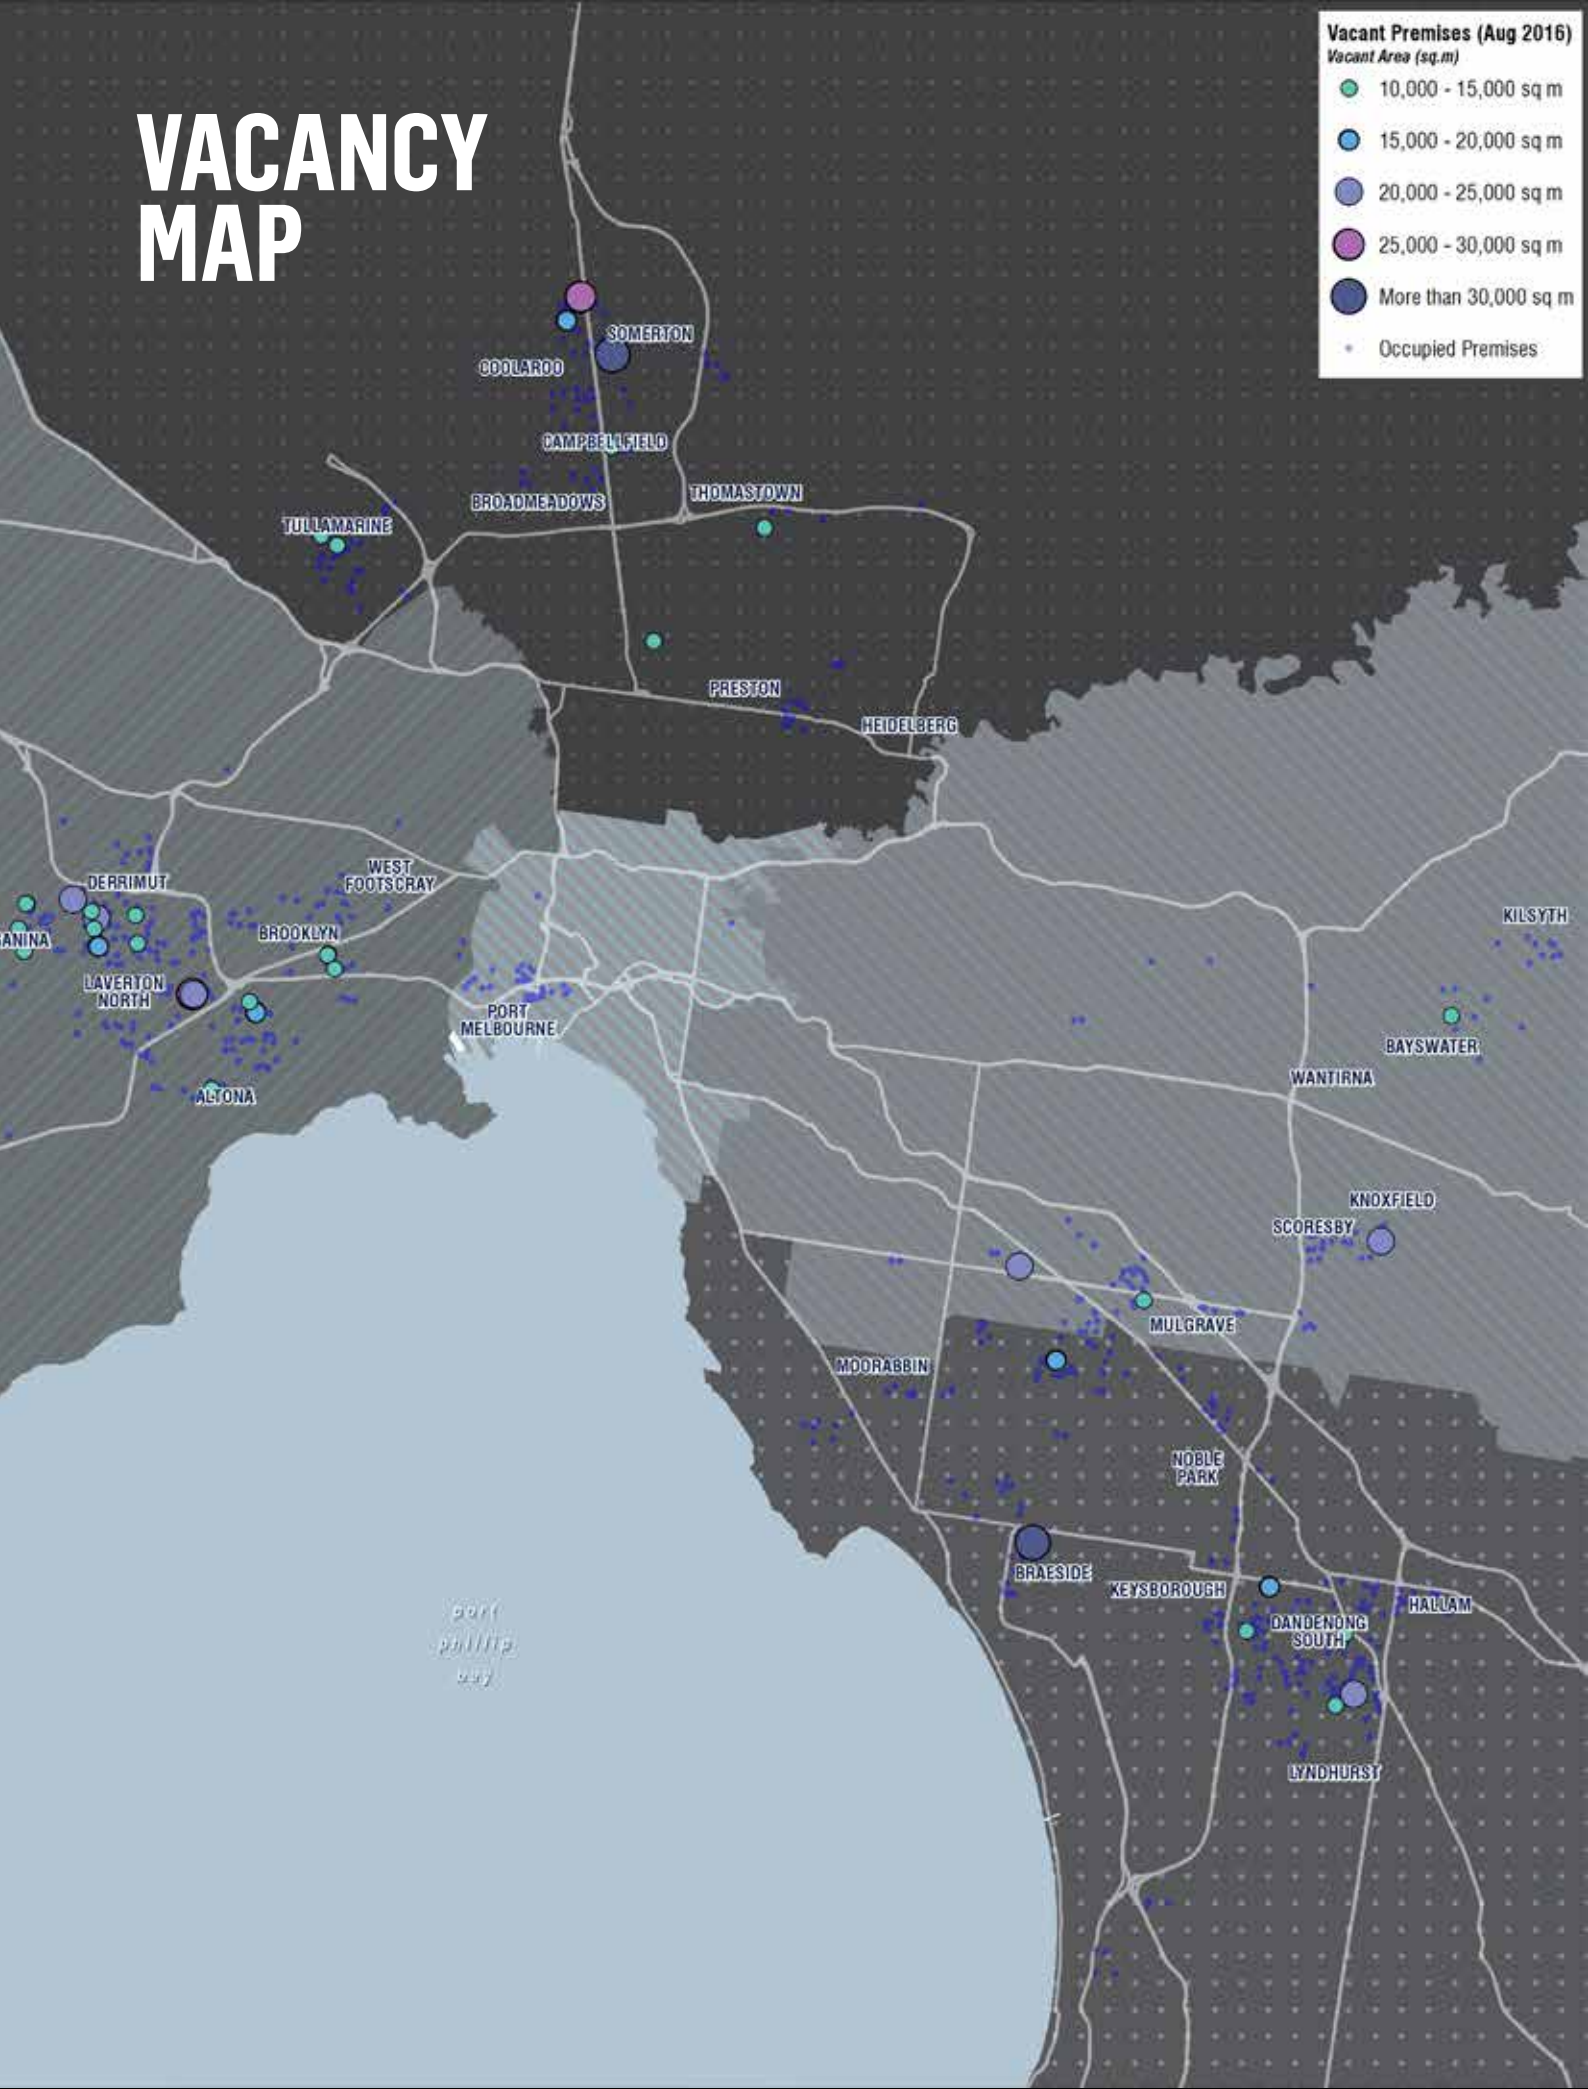 VACANCY
MAP
Vacant Premises (Aug 2016)
Vacant Area (sq.m)
10,000 - 15,000 sq m
15,000 - 20,000 sq m
20,000 - 25,000 sq m
25,000 - 30,000 sq m
More than 30,000 sq m
Occupied Premises
SOMERTON
COOLAROO
CAMPBELLFIELD
BROADMEADOWS
THOMASTOWN
TULLAMARINE
PRESTON
HEIDELBERG
WEST
FOOTSCRAY
DERRIMUT
BROOKLYN
ANINA
LAVERTON
NORTH
PORT
MELBOURNE
ALTONA
KILSYTH
BAYSWATER
WANTIRNA
KNOXFIELD
SCORESBY
MULGRAVE
MOORABBIN
NOBLE
PARK
BRAESIDE
KEYSBOROUGH
HALLAM
DANDENONG
SOUTH
LYNDHURST
port
phillip
bay